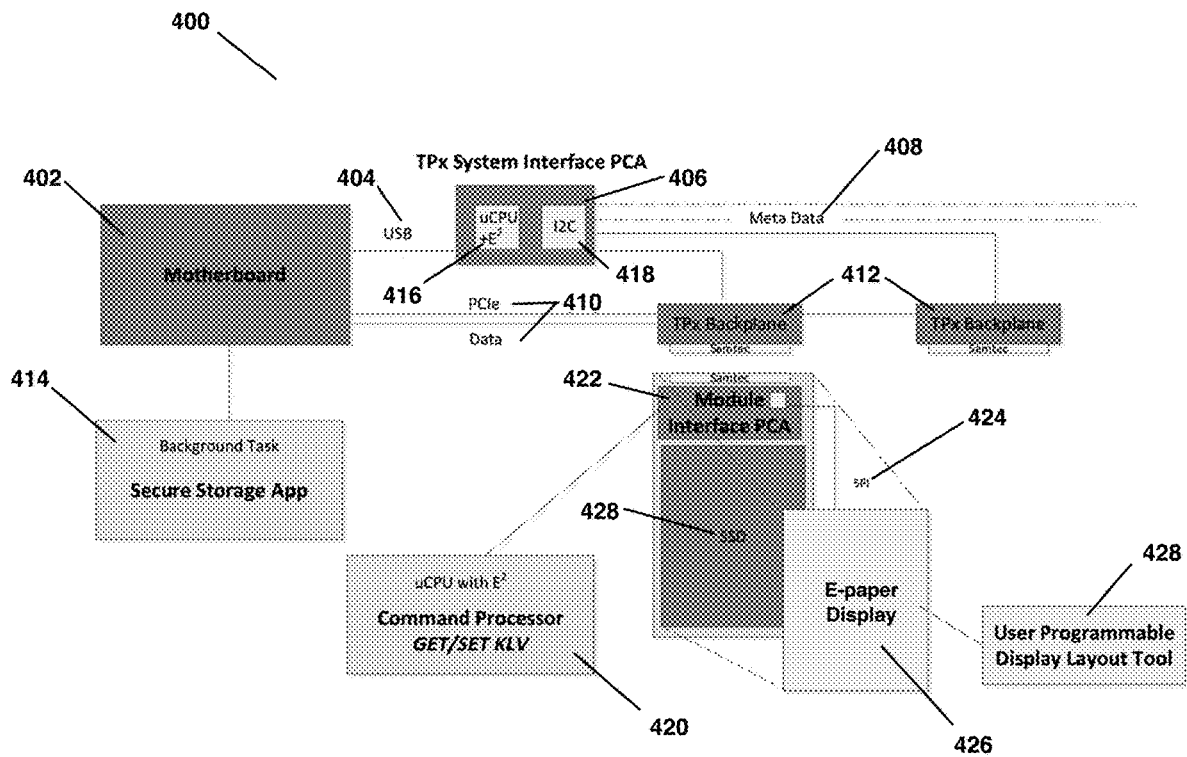 400
TPx System Interface PCA
408
402
404
406
uCPU
+E²
I2C
Meta Data
USB
Motherboard
416
418
412
PCIe
410
TPx Backplane
TPx Backplane
Data
Samtec
Samtec
414
422
Samtec
Module
Interface PCA
424
Background Task
Secure Storage App
SPI
428
SSD
428
uCPU with E²
Command Processor
GET/SET KLV
E-paper
Display
User Programmable
Display Layout Tool
420
426